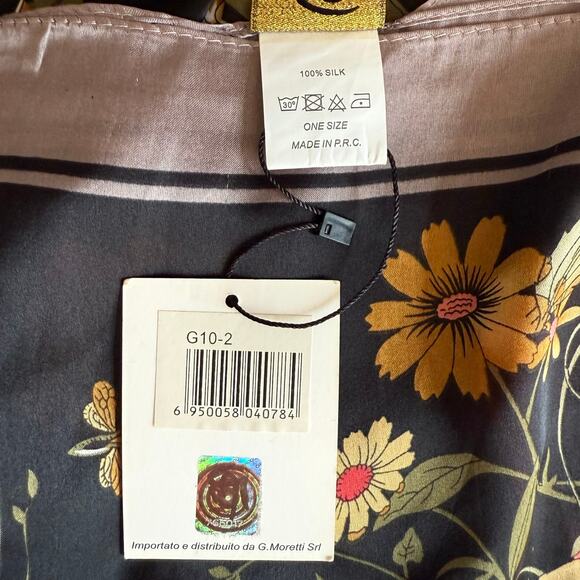 100% SILK
30°
ONE SIZE
MADE IN P.R.C.
G10-2
6 950058 040784
Importato e distribuito da G.Moretti Srl